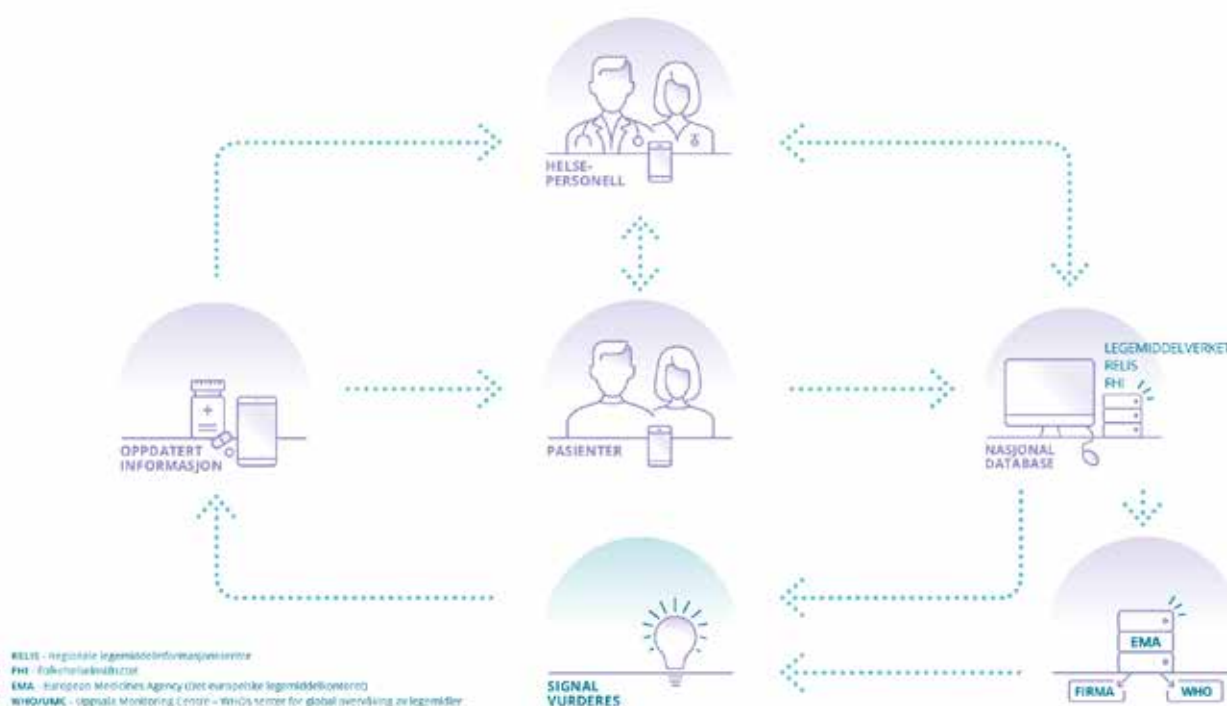 HELSE-
PERSONELL
LEGEMIDDELVERKET
RELIS
FHI
OPPDATERT
INFORMASJON
PASIENTER
NASJONAL
DATABASE
EMA
FIRMA
WHO
SIGNAL
VURDERES
RELIS - Regionale legemiddelinformasjonssentre
FHI - Folkehelseinstituttet
EMA - European Medicines Agency (Det europeiske legemiddelkontoret)
WHO/UMC - Uppsala Monitoring Centre – WHOs senter for global overvåking av legemidler